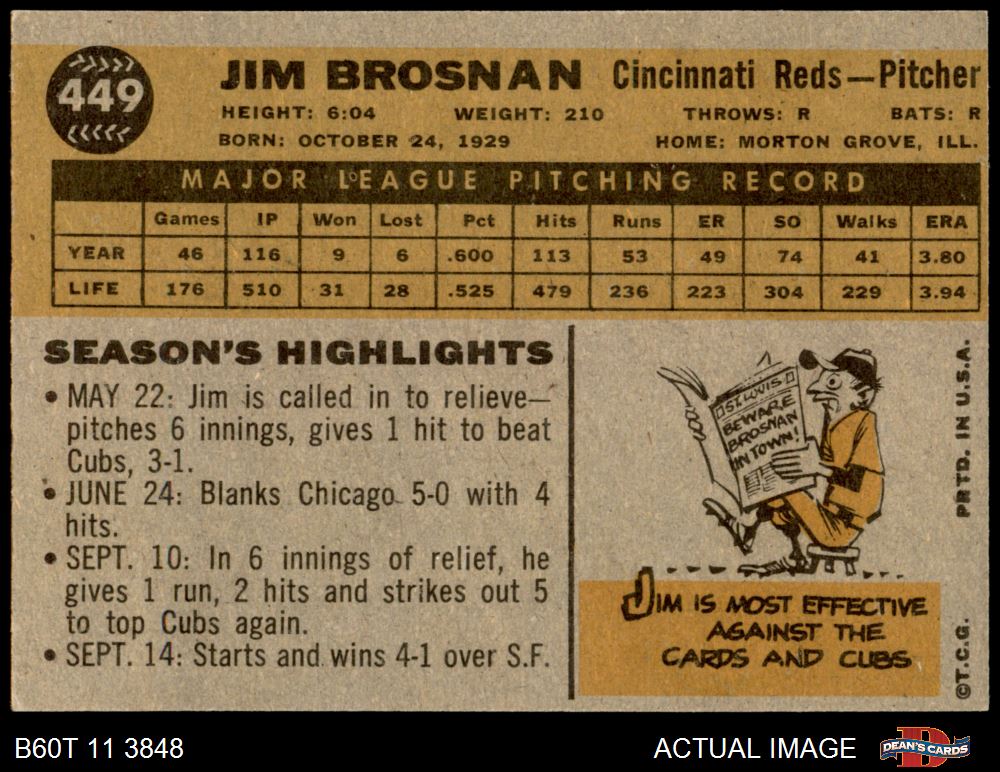 449
JIM BROSNAN Cincinnati Reds—Pitcher
HEIGHT: 6:04 WEIGHT: 210 THROWS: R BATS: R
BORN: OCTOBER 24, 1929 HOME: MORTON GROVE, ILL.
MAJOR LEAGUE PITCHING RECORD
Games IP Won Lost Pct Hits Runs ER SO Walks ERA
YEAR 46 116 9 6 .600 113 53 49 74 41 3.80
LIFE 176 510 31 28 .525 479 236 223 304 229 3.94
SEASON'S HIGHLIGHTS
• MAY 22: Jim is called in to relieve—
pitches 6 innings, gives 1 hit to beat
Cubs, 3-1.
• JUNE 24: Blanks Chicago 5-0 with 4
hits.
• SEPT. 10: In 6 innings of relief, he
gives 1 run, 2 hits and strikes out 5
to top Cubs again.
• SEPT. 14: Starts and wins 4-1 over S.F.
ST. LOUIS
BEWARE
BROSNAN
IN TOWN!
JIM IS MOST EFFECTIVE
AGAINST THE
CARDS AND CUBS
PRTD. IN U.S.A.
©T.C.G.
B60T 11 3848
ACTUAL IMAGE
DEAN'S CARDS